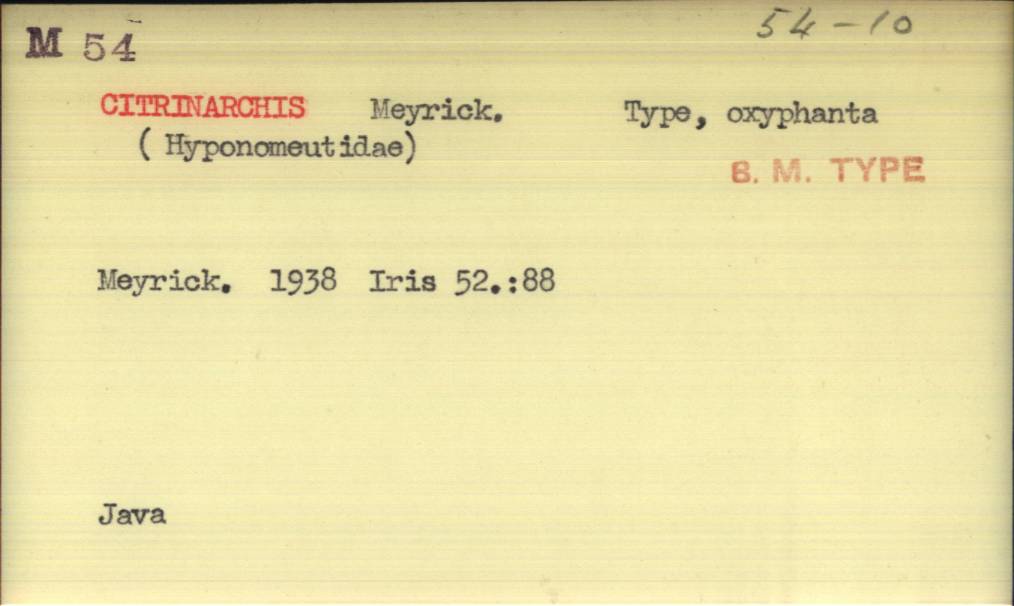 54-10
M 54
CITRINARCHIS Meyrick. Type, oxyphanta
( Hyponomeutidae)
B. M. TYPE
Meyrick. 1938 Iris 52.:88
Java